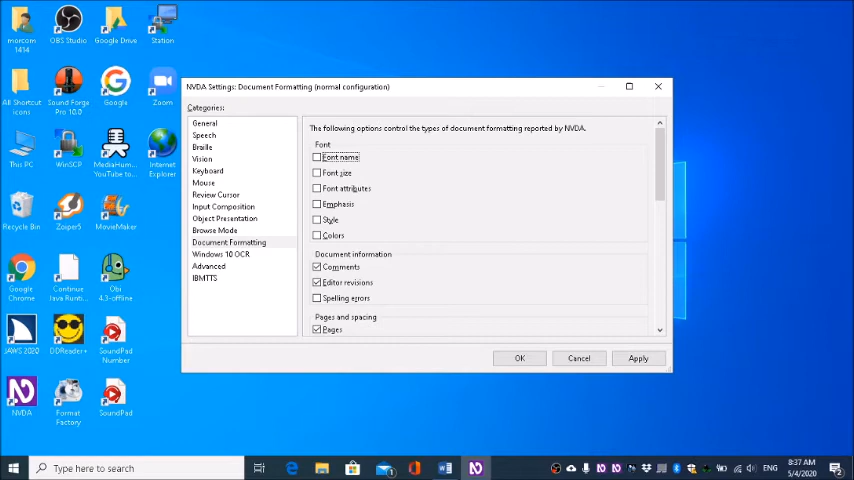 morcom 1414
OBS Studio
Google Drive
Station
All Shortcut icons
Sound Forge Pro 10.0
Google
Zoom
This PC
WinSCP
MediaHum... YouTube to...
Internet Explorer
Recycle Bin
Zoiper5
MovieMaker
Google Chrome
Continue Java Runti...
Obi 4.3-offline
JAWS 2020
DDReader+
SoundPad Number
NVDA
Format Factory
SoundPad
NVDA Settings: Document Formatting (normal configuration)
Categories:
General
Speech
Braille
Vision
Keyboard
Mouse
Review Cursor
Input Composition
Object Presentation
Browse Mode
Document Formatting
Windows 10 OCR
Advanced
IBMTTS
The following options control the types of document formatting reported by NVDA.
Font
Font name
Font size
Font attributes
Emphasis
Style
Colors
Document information
Comments
Editor revisions
Spelling errors
Pages and spacing
Pages
OK
Cancel
Apply
Type here to search
ENG
8:37 AM
5/4/2020